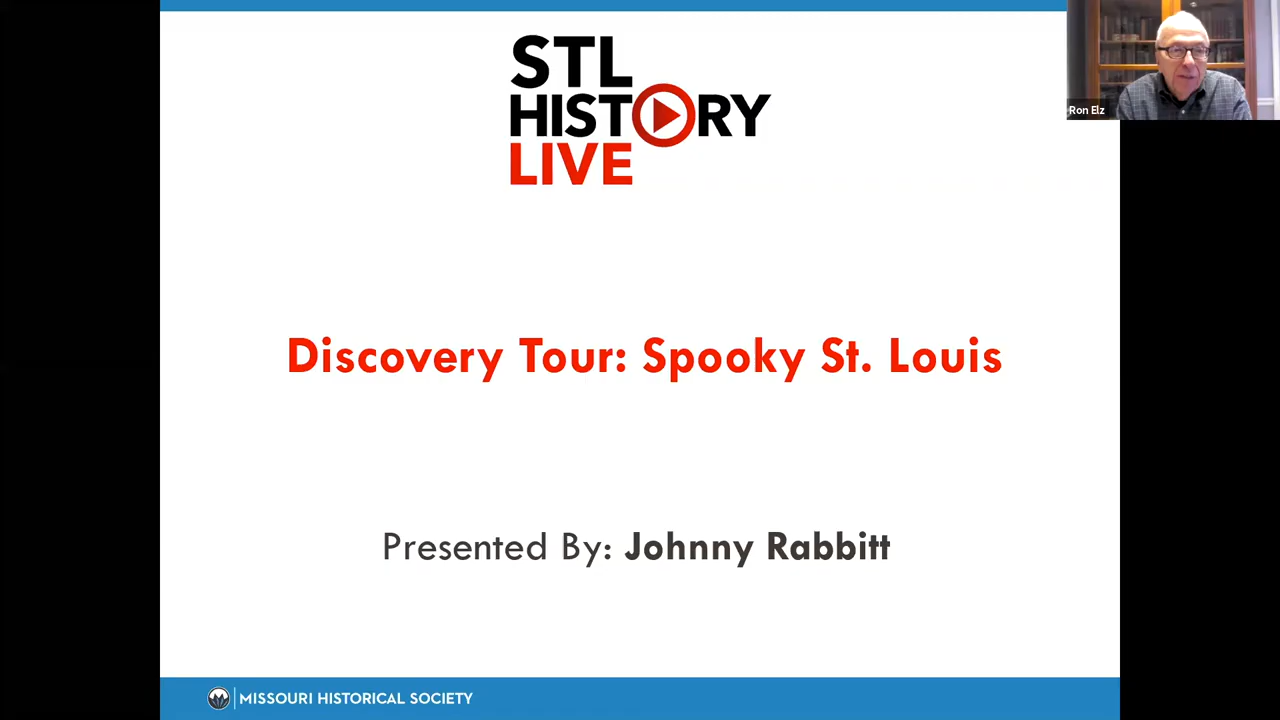 STL
HISTORY
LIVE
Ron Elz
Discovery Tour: Spooky St. Louis
Presented By: Johnny Rabbitt
MISSOURI HISTORICAL SOCIETY